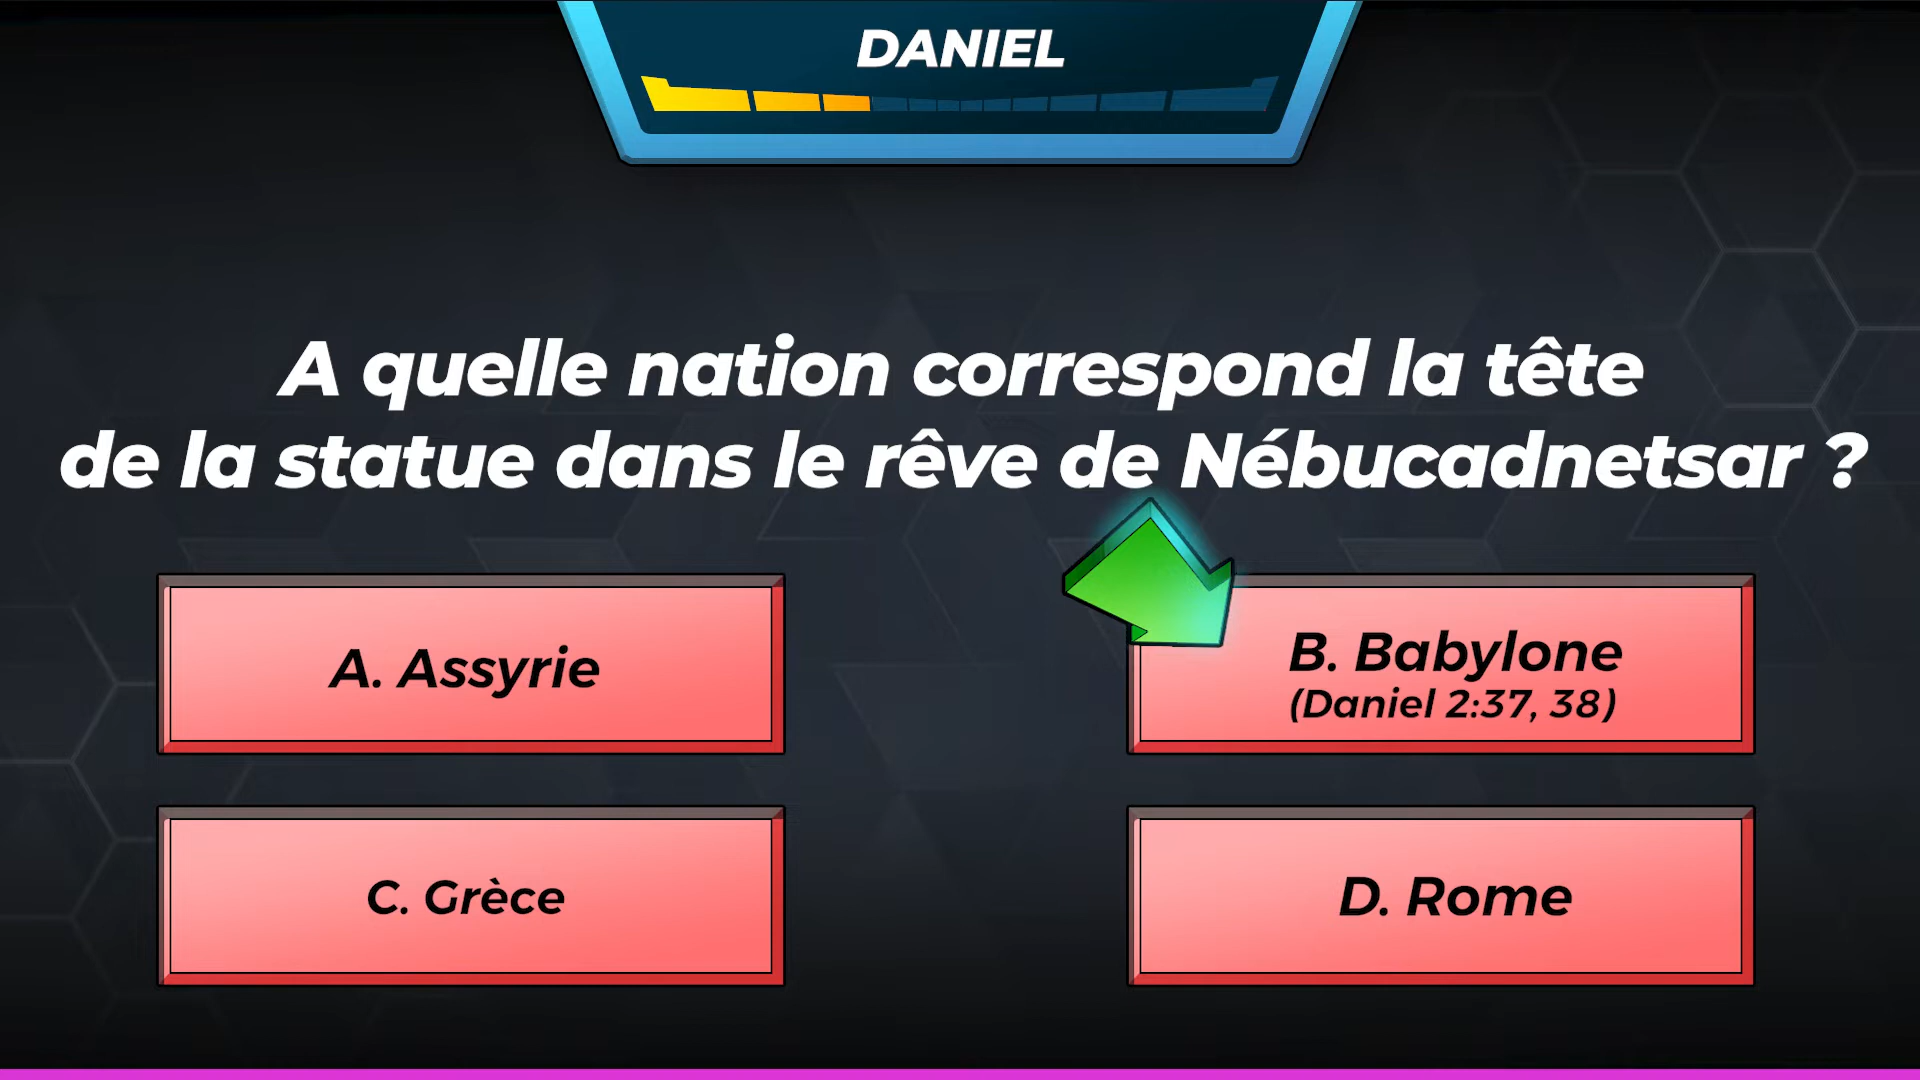 DANIEL
A quelle nation correspond la tête
de la statue dans le rêve de Nébucadnetsar ?
A. Assyrie
B. Babylone
(Daniel 2:37, 38)
C. Grèce
D. Rome